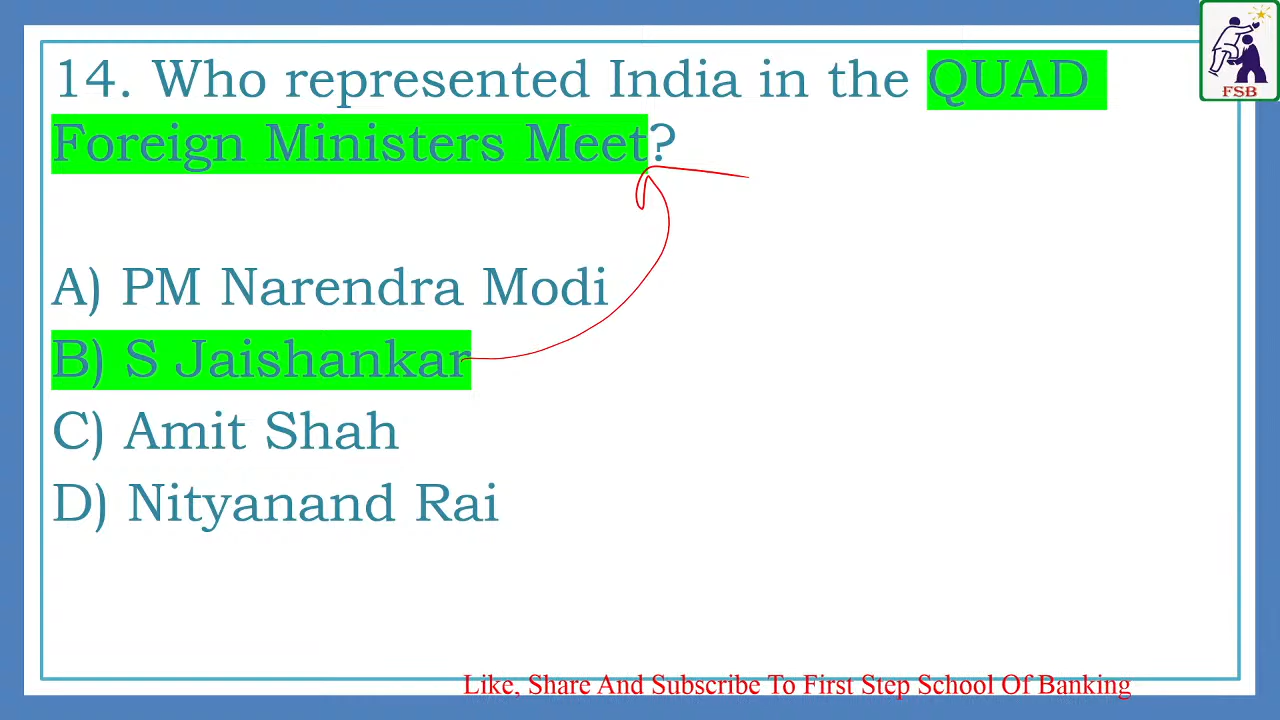 14. Who represented India in the QUAD
Foreign Ministers Meet?
A) PM Narendra Modi
B) S Jaishankar
C) Amit Shah
D) Nityanand Rai
FSB
Like, Share And Subscribe To First Step School Of Banking